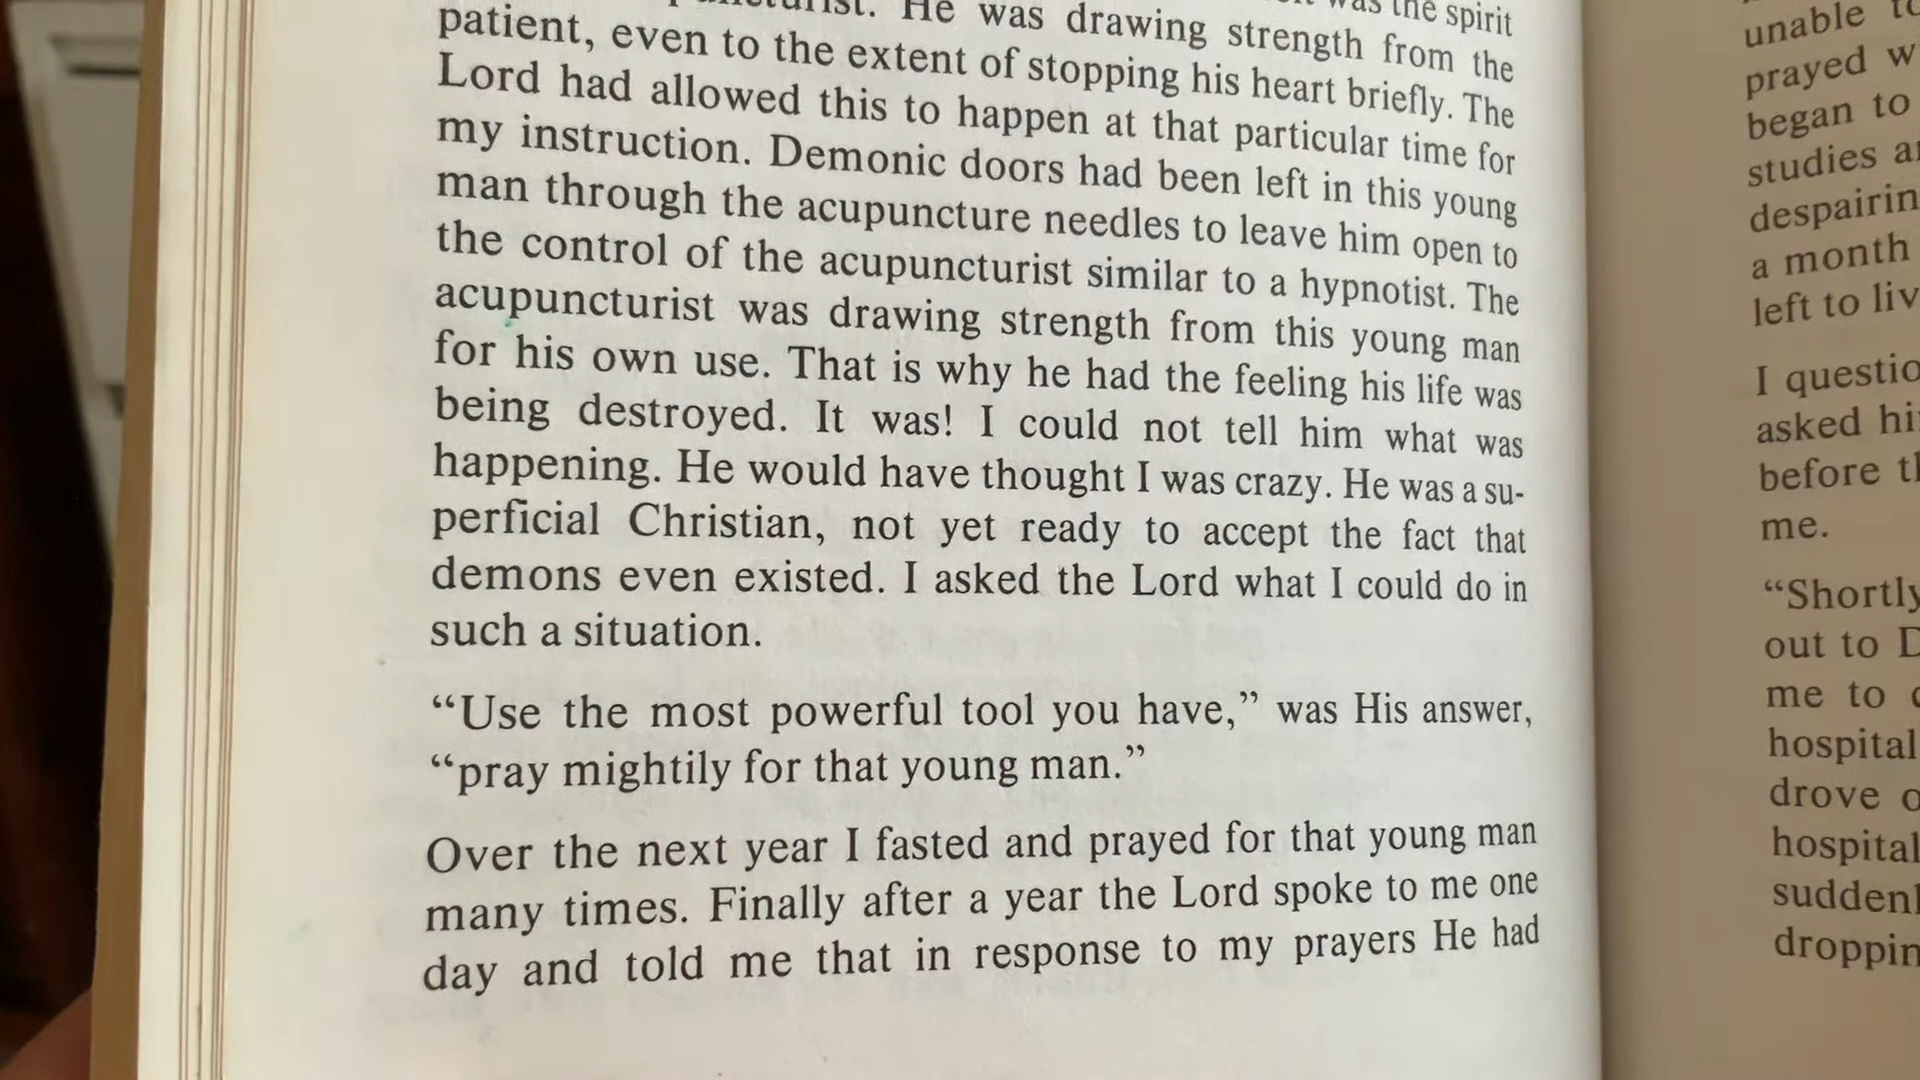 was the spirit
He was drawing strength from the
patient, even to the extent of stopping his heart briefly. The
Lord had allowed this to happen at that particular time for
my instruction. Demonic doors had been left in this young
man through the acupuncture needles to leave him open to
the control of the acupuncturist similar to a hypnotist. The
acupuncturist was drawing strength from this young man
for his own use. That is why he had the feeling his life was
being destroyed. It was! I could not tell him what was
happening. He would have thought I was crazy. He was a su-
perficial Christian, not yet ready to accept the fact that
demons even existed. I asked the Lord what I could do in
such a situation.
“Use the most powerful tool you have,” was His answer,
“pray mightily for that young man.”
Over the next year I fasted and prayed for that young man
many times. Finally after a year the Lord spoke to me one
day and told me that in response to my prayers He had
unable
prayed
began to
studies
a month
left to
I
asked
before
me.
“Shortly
out to
me to
hospital
drove
hospital